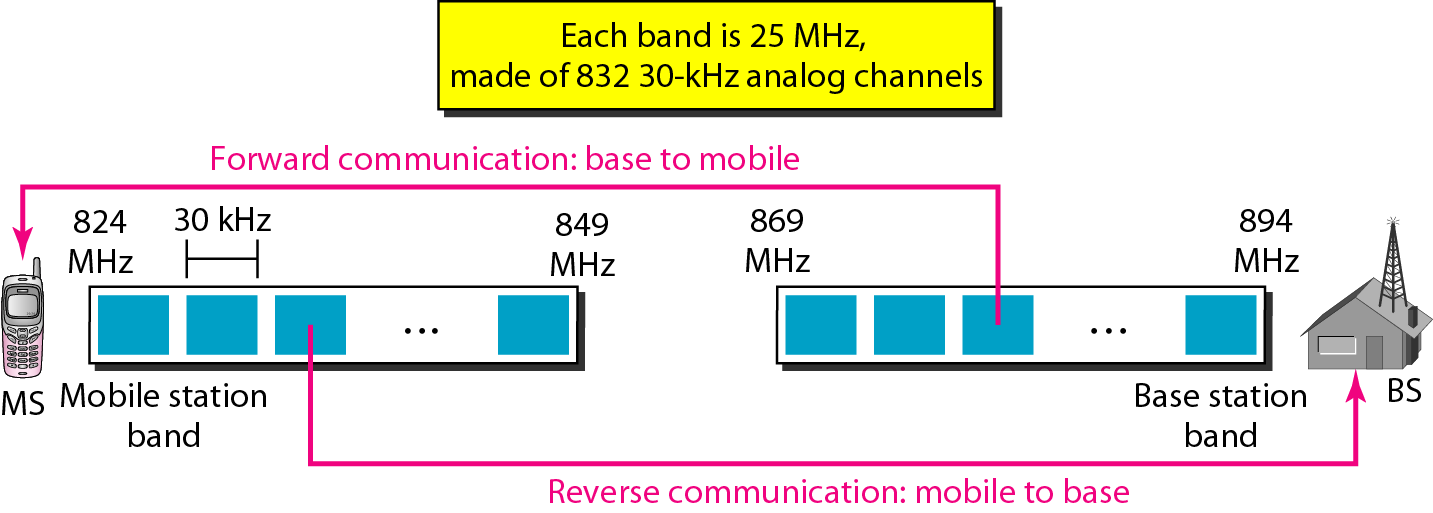 Each band is 25 MHz,
made of 832 30-kHz analog channels
Forward communication: base to mobile
824
MHz
30 kHz
849
MHz
869
MHz
894
MHz
...
...
MS
Mobile station
band
Base station
band
BS
Reverse communication: mobile to base